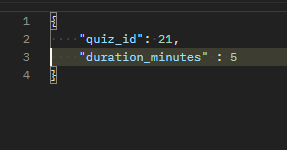 1 {
2 "quiz_id": 21,
3 "duration_minutes" : 5
4 }